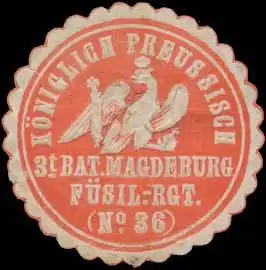 KÖNIGLICH PREUSSISCH
3t BAT. MAGDEBURG.
FÜSIL.-RGT.
(No 36)